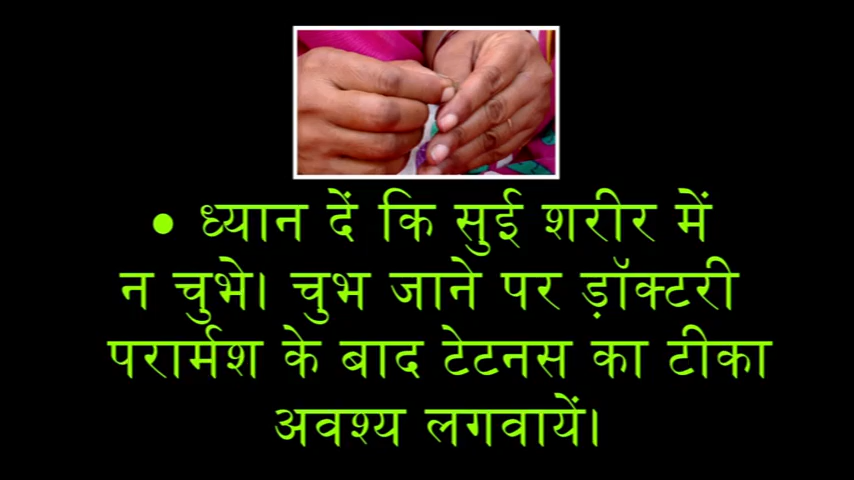 • ध्यान दें कि सुई शरीर में
न चुभे। चुभ जाने पर ड़ॉक्टरी
परार्मश के बाद टेटनस का टीका
अवश्य लगवायें।